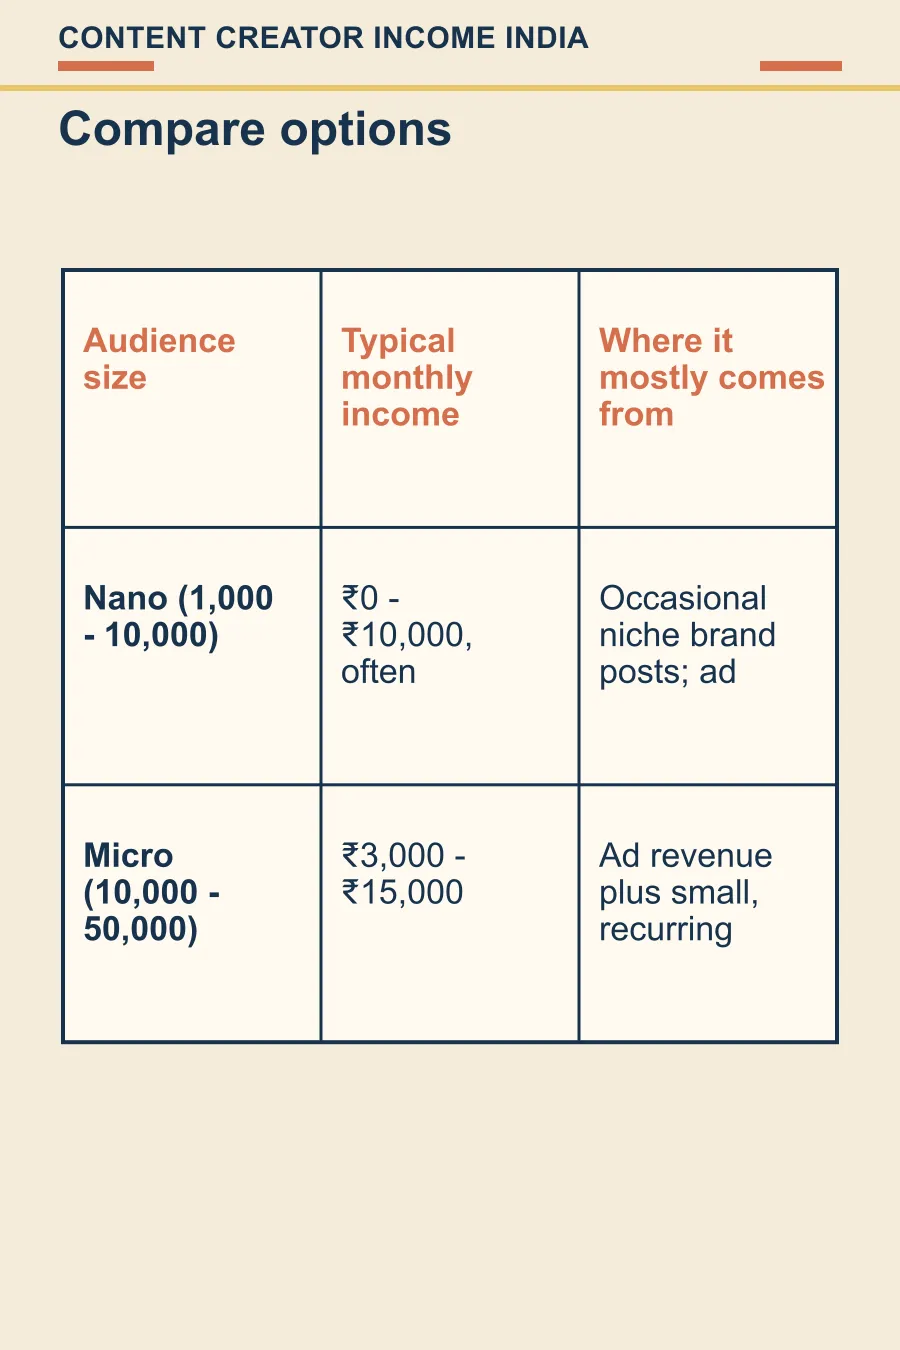 CONTENT CREATOR INCOME INDIA
Compare options
Audience
size
Typical
monthly
income
Where it
mostly comes
from
Nano (1,000
- 10,000)
₹0 -
₹10,000,
often
Occasional
niche brand
posts; ad
Micro
(10,000 -
50,000)
₹3,000 -
₹15,000
Ad revenue
plus small,
recurring